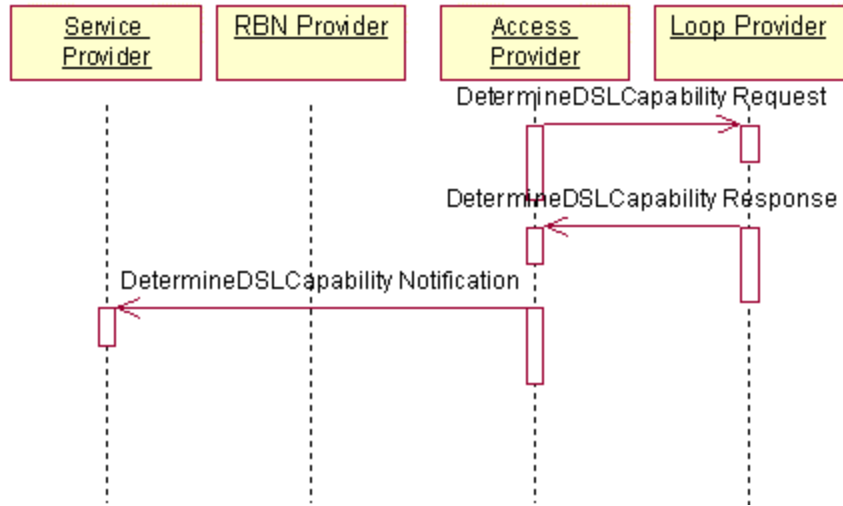 Service
Provider
RBN Provider
Access
Provider
Loop Provider
DetermineDSLCapability Request
DetermineDSLCapability Response
DetermineDSLCapability Notification